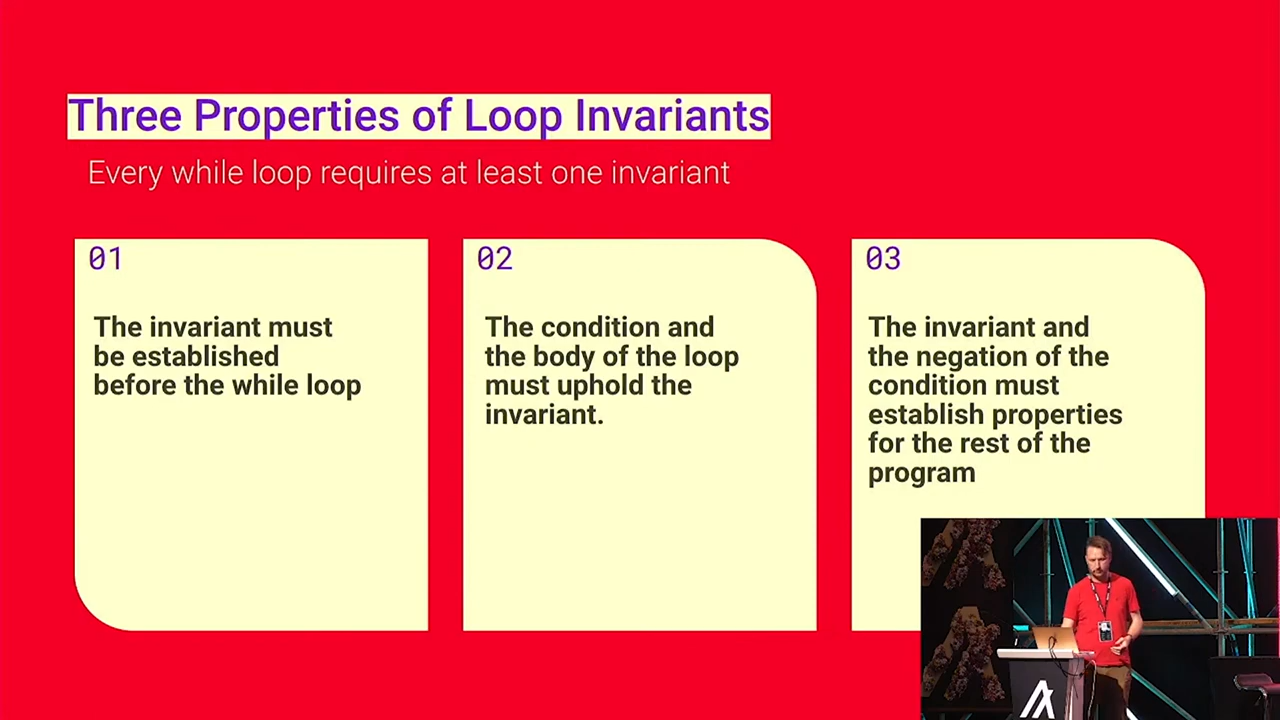 Three Properties of Loop Invariants
Every while loop requires at least one invariant
01
The invariant must
be established
before the while loop
02
The condition and
the body of the loop
must uphold the
invariant.
03
The invariant and
the negation of the
condition must
establish properties
for the rest of the
program